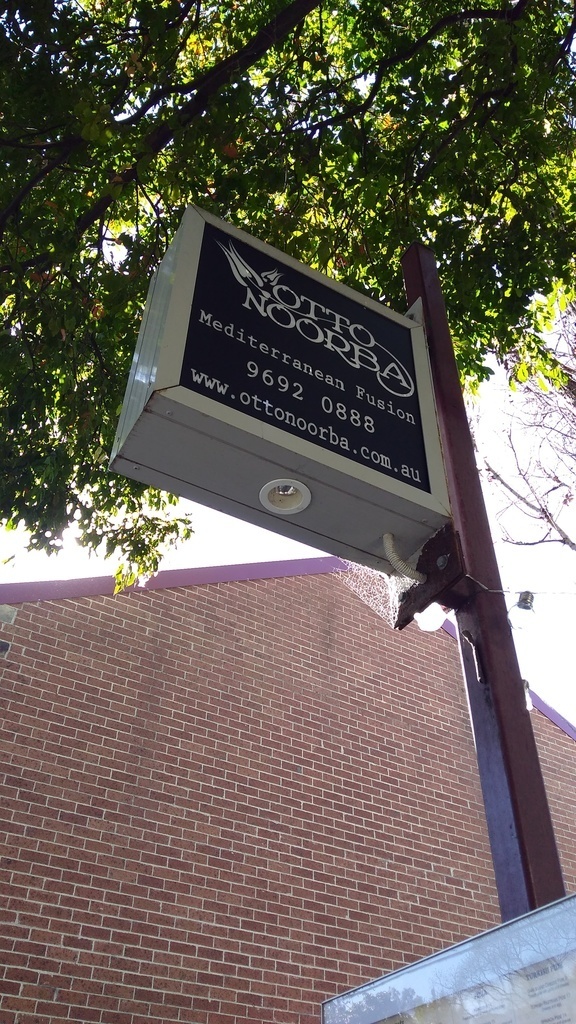 OTTO
NOORBA
Mediterranean Fusion
9692 0888
www.ottonoorba.com.au